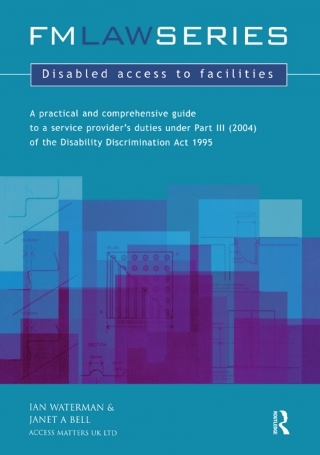 FMLAWSERIES
Disabled access to facilities
A practical and comprehensive guide
to a service provider's duties under Part III (2004)
of the Disability Discrimination Act 1995
IAN WATERMAN &
JANET A BELL
ACCESS MATTERS UK LTD
ROUTLEDGE